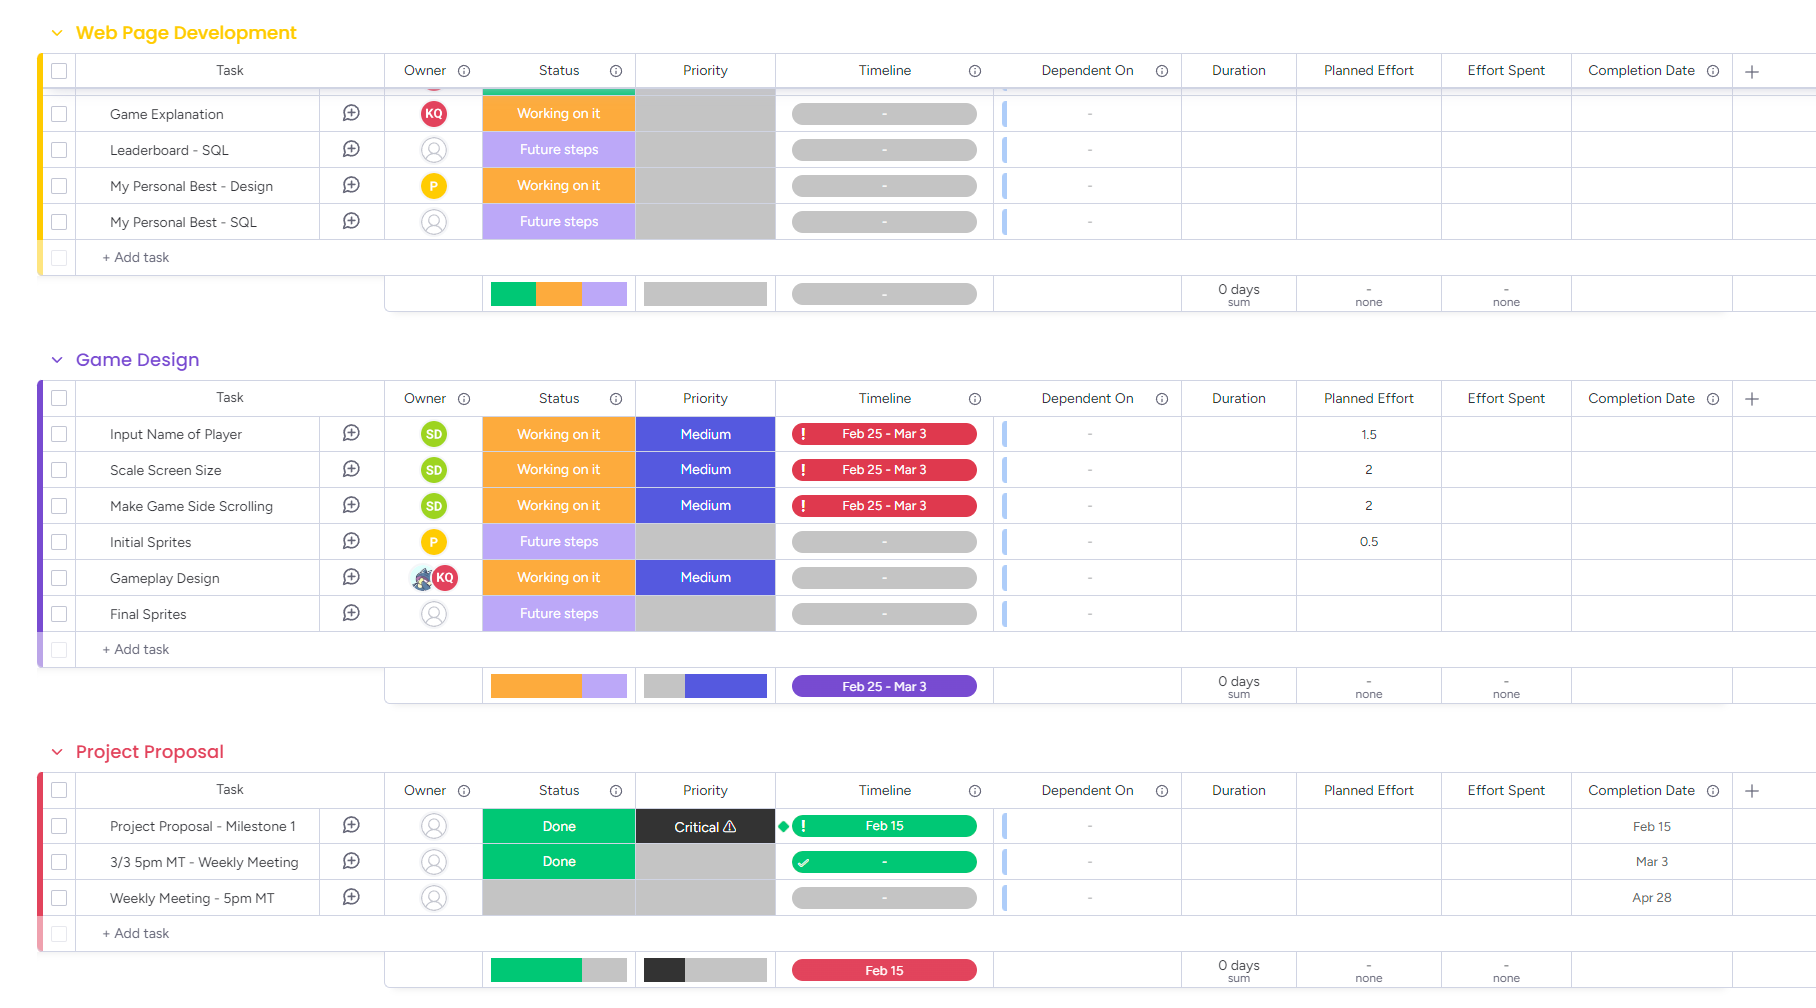 Web Page Development
Task Owner Status Priority Timeline Dependent On Duration Planned Effort Effort Spent Completion Date
Game Explanation KQ Working on it - -
Leaderboard - SQL Future steps - -
My Personal Best - Design P Working on it - -
My Personal Best - SQL Future steps - -
+ Add task
- 0 days - -
sum none none
Game Design
Task Owner Status Priority Timeline Dependent On Duration Planned Effort Effort Spent Completion Date
Input Name of Player SD Working on it Medium ! Feb 25 - Mar 3 - 1.5
Scale Screen Size SD Working on it Medium ! Feb 25 - Mar 3 - 2
Make Game Side Scrolling SD Working on it Medium ! Feb 25 - Mar 3 - 2
Initial Sprites P Future steps - - 0.5
Gameplay Design KQ Working on it Medium - -
Final Sprites Future steps - -
+ Add task
Feb 25 - Mar 3 0 days - -
sum none none
Project Proposal
Task Owner Status Priority Timeline Dependent On Duration Planned Effort Effort Spent Completion Date
Project Proposal - Milestone 1 Done Critical ⚠ ! Feb 15 - Feb 15
3/3 5pm MT - Weekly Meeting Done - - Mar 3
Weekly Meeting - 5pm MT - - Apr 28
+ Add task
Feb 15 0 days - -
sum none none